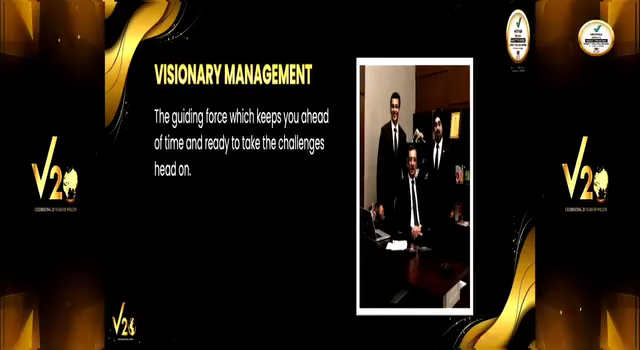 VISIONARY MANAGEMENT
The guiding force which keeps you ahead
of time and ready to take the challenges
head on.
V20
V20
V26